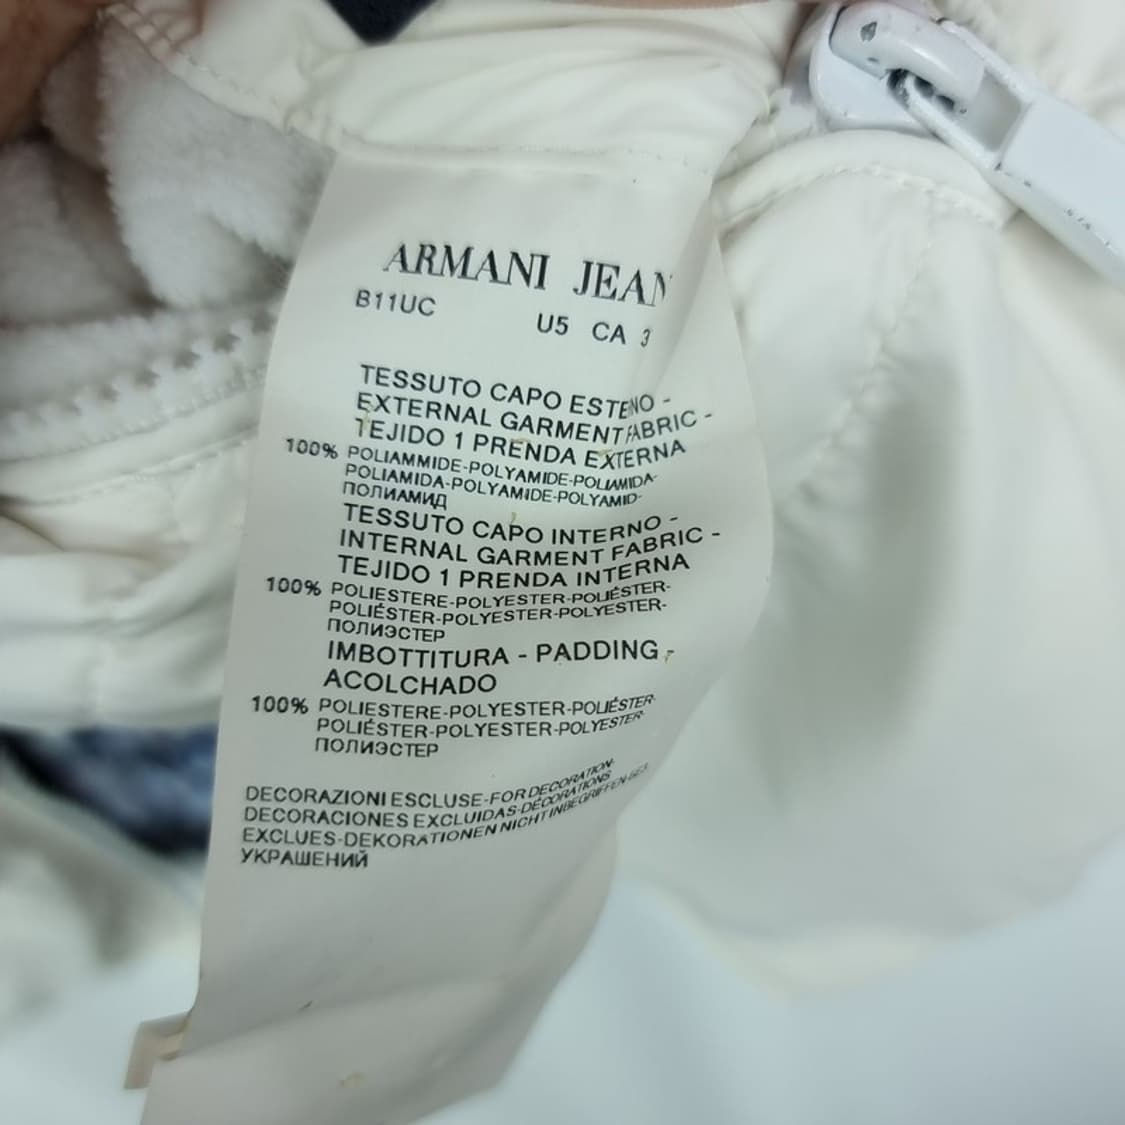 ARMANI JEAN
B11UC
U5 CA 3
TESSUTO CAPO ESTENO -
EXTERNAL GARMENT FABRIC -
TEJIDO 1 PRENDA EXTERNA
100% POLIAMMIDE-POLYAMIDE-POLIAMIDA-
POLIAMIDA-POLYAMIDE-POLYAMID-
ПОЛИАМИД
TESSUTO CAPO INTERNO -
INTERNAL GARMENT FABRIC -
TEJIDO 1 PRENDA INTERNA
100% POLIESTERE-POLYESTER-POLIÉSTER-
POLIÉSTER-POLYESTER-POLYESTER-
ПОЛИЭСТЕР
IMBOTTITURA - PADDING -
ACOLCHADO
100% POLIESTERE-POLYESTER-POLIÉSTER-
POLIÉSTER-POLYESTER-POLYESTER-
ПОЛИЭСТЕР
DECORAZIONI ESCLUSE-FOR DECORATION-
DECORACIONES EXCLUIDAS-DÉCORATIONS
EXCLUES-DEKORATIONEN NICHT INBEGRIFFEN-БЕЗ
УКРАШЕНИЙ